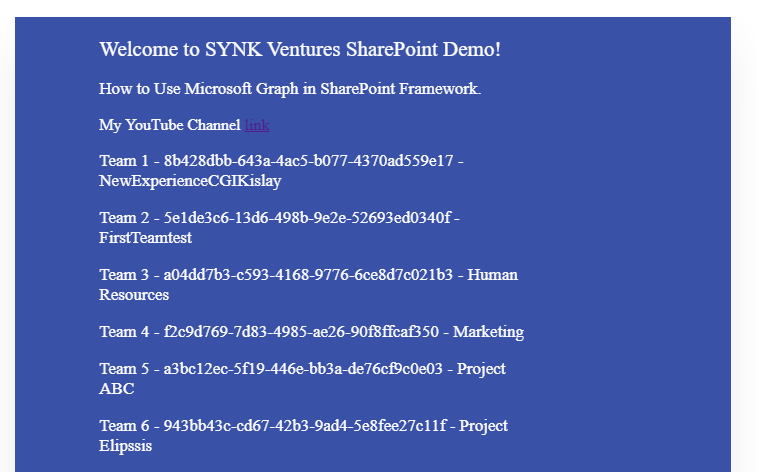 Welcome to SYNK Ventures SharePoint Demo!
How to Use Microsoft Graph in SharePoint Framework.
My YouTube Channel link
Team 1 - 8b428dbb-643a-4ac5-b077-4370ad559e17 -
NewExperienceCGIKislay
Team 2 - 5e1de3c6-13d6-498b-9e2e-52693ed0340f -
FirstTeamtest
Team 3 - a04dd7b3-c593-4168-9776-6ce8d7c021b3 - Human
Resources
Team 4 - f2c9d769-7d83-4985-ae26-90f8ffcaf350 - Marketing
Team 5 - a3bc12ec-5f19-446e-bb3a-de76cf9c0e03 - Project
ABC
Team 6 - 943bb43c-cd67-42b3-9ad4-5e8fee27c11f - Project
Elipssis